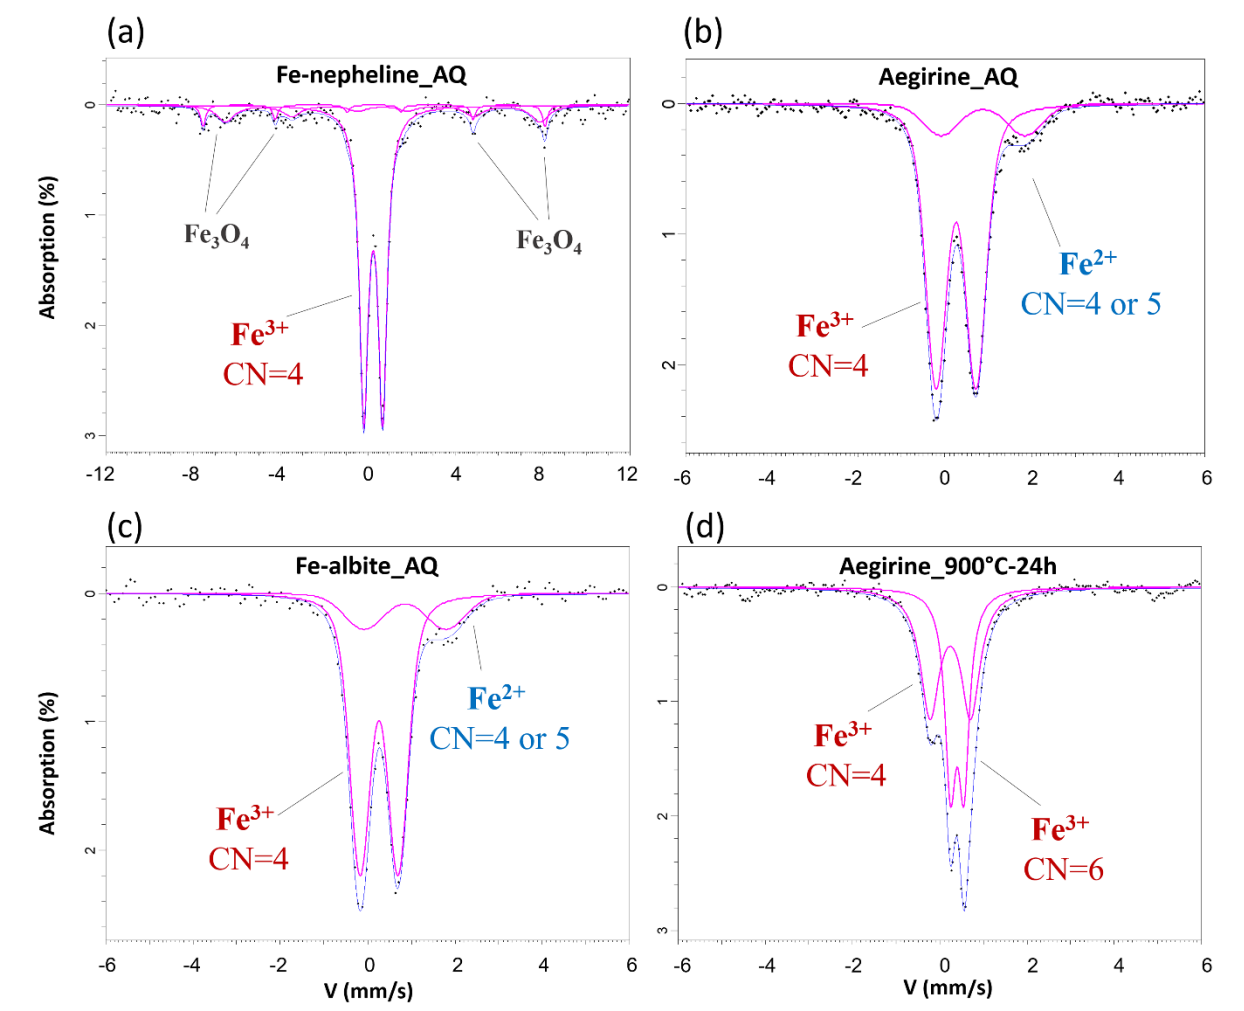 (a)
Fe-nepheline_AQ
Absorption (%)
0
1
2
3
Fe3O4
Fe3O4
Fe3+
CN=4
-12
-8
-4
0
4
8
12
(b)
Aegirine_AQ
0
1
2
Fe3+
CN=4
Fe2+
CN=4 or 5
-6
-4
-2
0
2
4
6
(c)
Fe-albite_AQ
Absorption (%)
0
1
2
Fe2+
CN=4 or 5
Fe3+
CN=4
-6
-4
-2
0
2
4
6
V (mm/s)
(d)
Aegirine_900°C-24h
0
1
2
3
Fe3+
CN=4
Fe3+
CN=6
-6
-4
-2
0
2
4
6
V (mm/s)